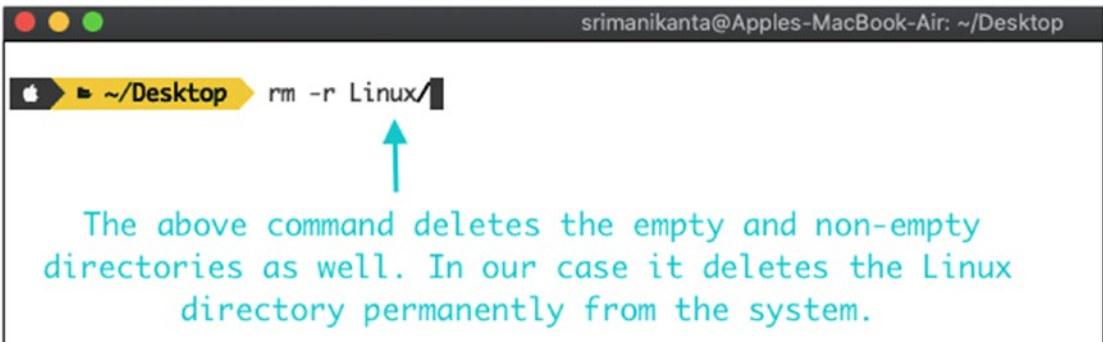 srimanikanta@Apples-MacBook-Air: ~/Desktop
~/Desktop rm -r Linux/
The above command deletes the empty and non-empty
directories as well. In our case it deletes the Linux
directory permanently from the system.